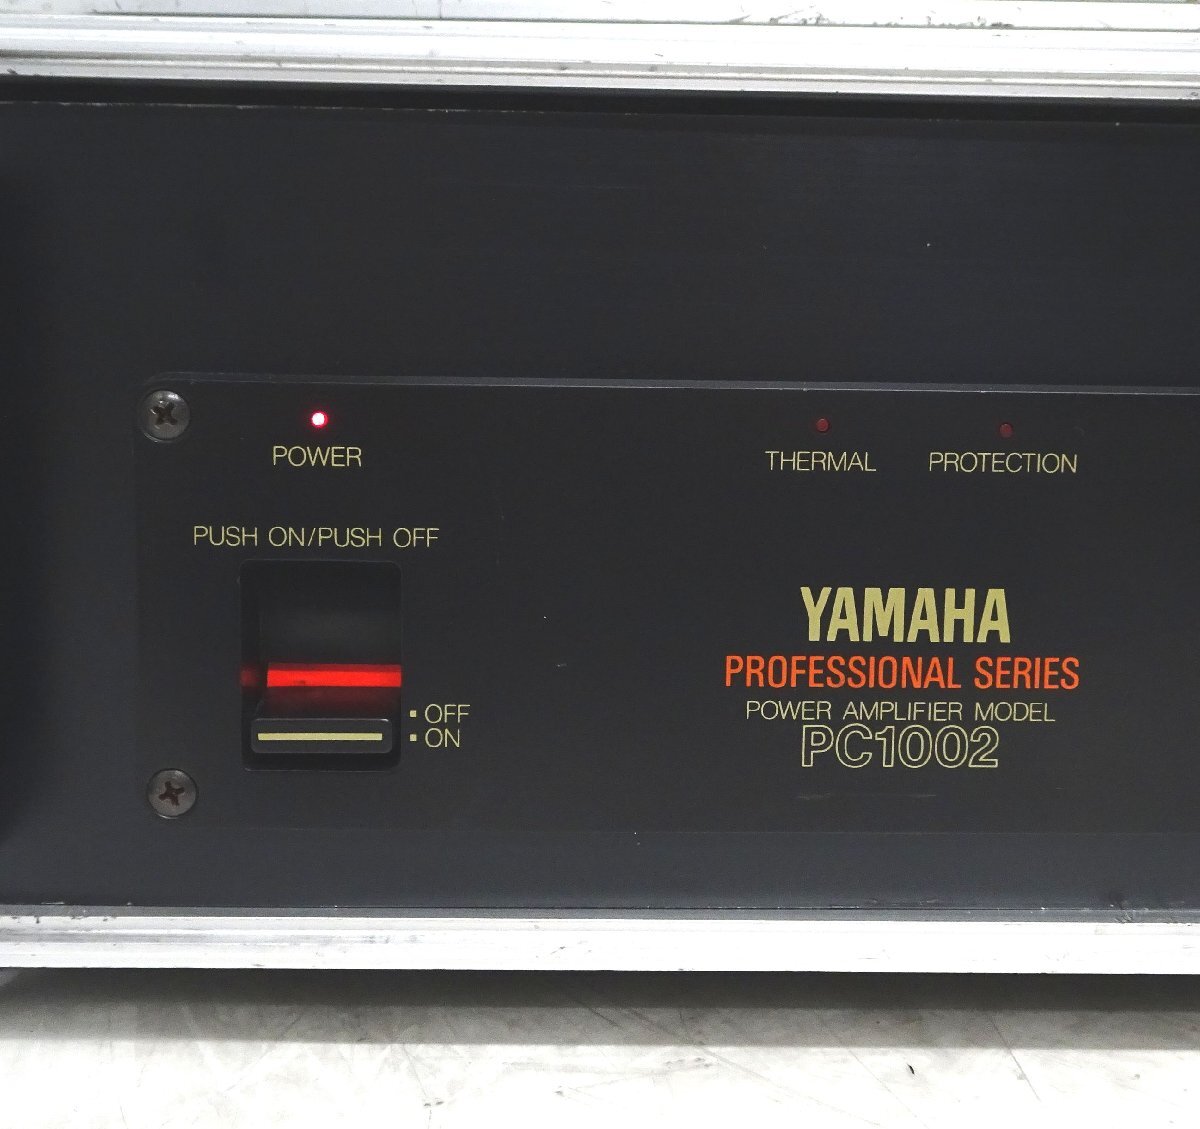 POWER
THERMAL
PROTECTION
PUSH ON/PUSH OFF
OFF
ON
YAMAHA
PROFESSIONAL SERIES
POWER AMPLIFIER MODEL
PC1002